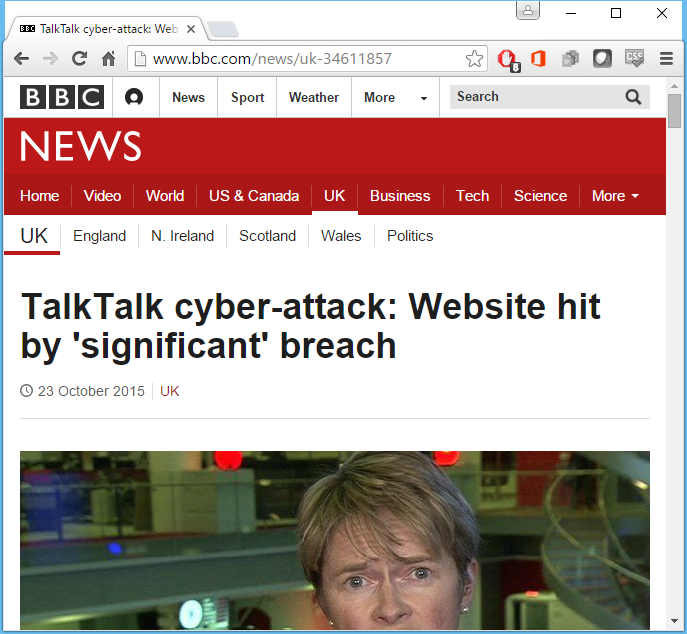 TalkTalk cyber-attack: Web
www.bbc.com/news/uk-34611857
8
CSS
BBC
News
Sport
Weather
More
Search
NEWS
Home
Video
World
US & Canada
UK
Business
Tech
Science
More
UK
England
N. Ireland
Scotland
Wales
Politics
TalkTalk cyber-attack: Website hit
by 'significant' breach
23 October 2015
UK